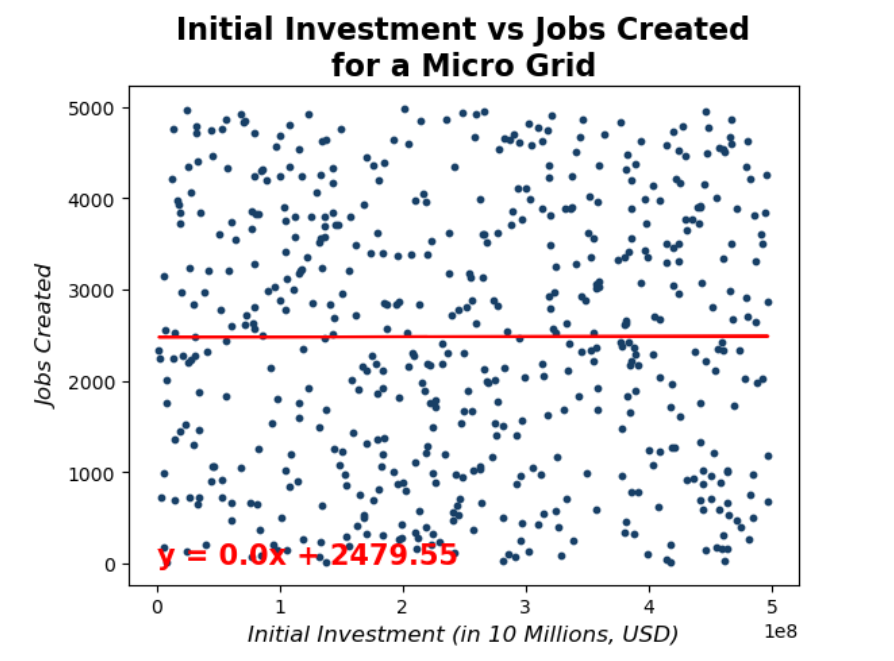 Initial Investment vs Jobs Created
for a Micro Grid
5000
4000
3000
2000
1000
0
Jobs Created
y = 0.0x + 2479.55
0 1 2 3 4 5
1e8
Initial Investment (in 10 Millions, USD)